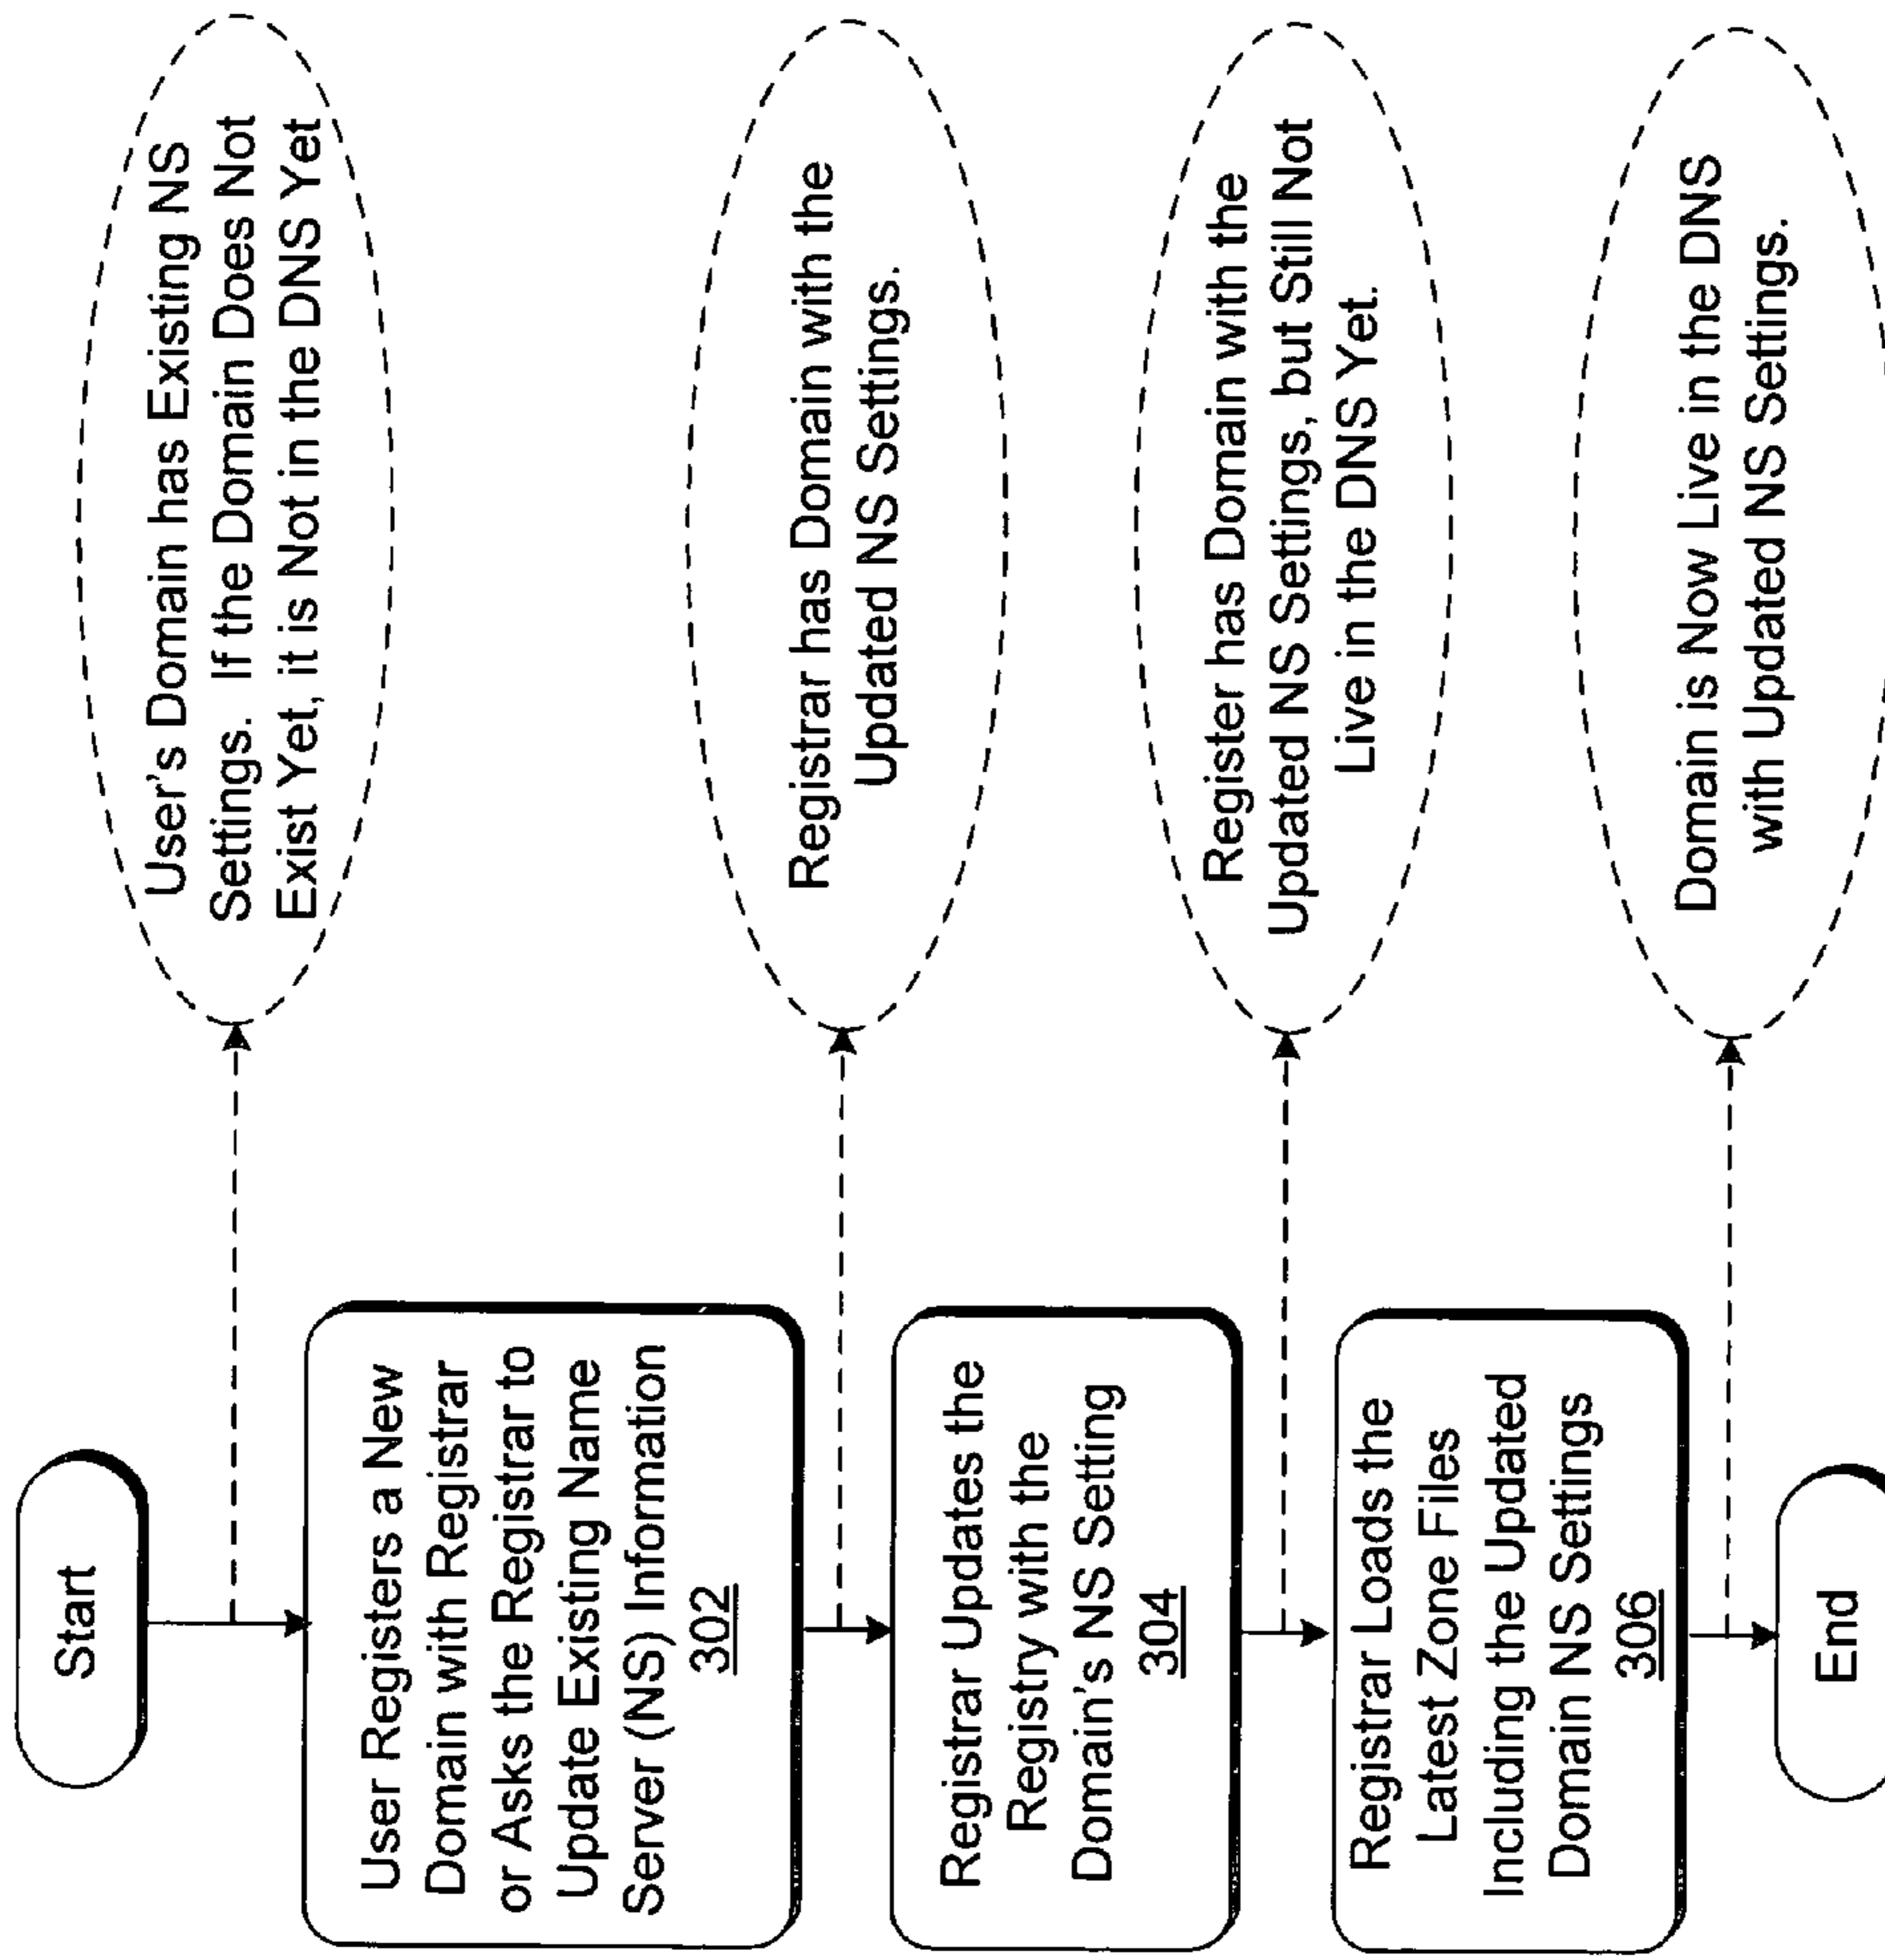 Start
User's Domain has Existing NS
Settings. If the Domain Does Not
Exist Yet, it is Not in the DNS Yet
User Registers a New
Domain with Registrar
or Asks the Registrar to
Update Existing Name
Server (NS) Information
302
Registrar has Domain with the
Updated NS Settings.
Registrar Updates the
Registry with the
Domain's NS Setting
304
Register has Domain with the
Updated NS Settings, but Still Not
Live in the DNS Yet.
Registrar Loads the
Latest Zone Files
Including the Updated
Domain NS Settings
306
Domain is Now Live in the DNS
with Updated NS Settings.
End